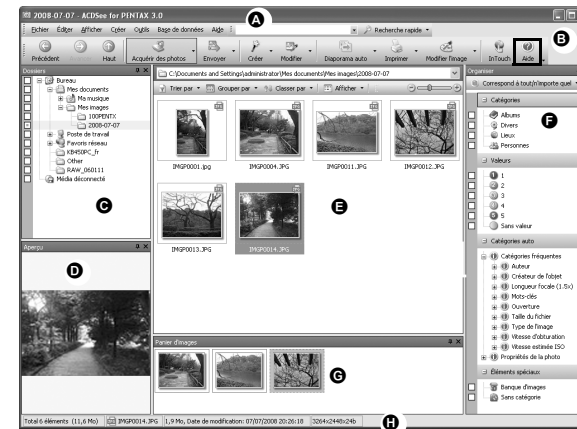 2008-07-07 - ACDSee for PENTAX 3.0
A
B
Fichier Éditer Afficher Créer Outils Base de données Aide
Recherche rapide
Précédent
Haut
Acquérir des photos
Envoyer
Créer
Modifier
Diaporama auto
Imprimer
Modifier l'image
InTouch
Aide
Dossiers
Bureau
Mes documents
Ma musique
Mes images
100PENTX
2008-07-07
Poste de travail
Favoris réseau
KB450PC_fr
Other
RAW_060111
Média déconnecté
C
Aperçu
D
C:\Documents and Settings\administrator\Mes documents\Mes images\2008-07-07
Trier par Grouper par Classer par Afficher
IMGP0001.jpg
IMGP0004.JPG
IMGP0011.JPG
IMGP0012.JPG
IMGP0013.JPG
IMGP0014.JPG
E
Panier d'images
G
Organiser
Correspond à tout/n'importe quel
Catégories
Albums
Divers
Lieux
Personnes
F
Valeurs
1
2
3
4
5
Sans valeur
Catégories auto
Catégories fréquentes
Auteur
Créateur de l'objet
Longueur focale (1.5x)
Mots-clés
Ouverture
Taille du fichier
Type de l'image
Vitesse d'obturation
Vitesse estimée ISO
Propriétés de la photo
Éléments spéciaux
Banque d'images
Sans catégorie
Total 6 éléments (11,6 Mo) IMGP0014.JPG 1,9 Mo, Date de modification: 07/07/2008 20:26:18 3264x2448x24b
H